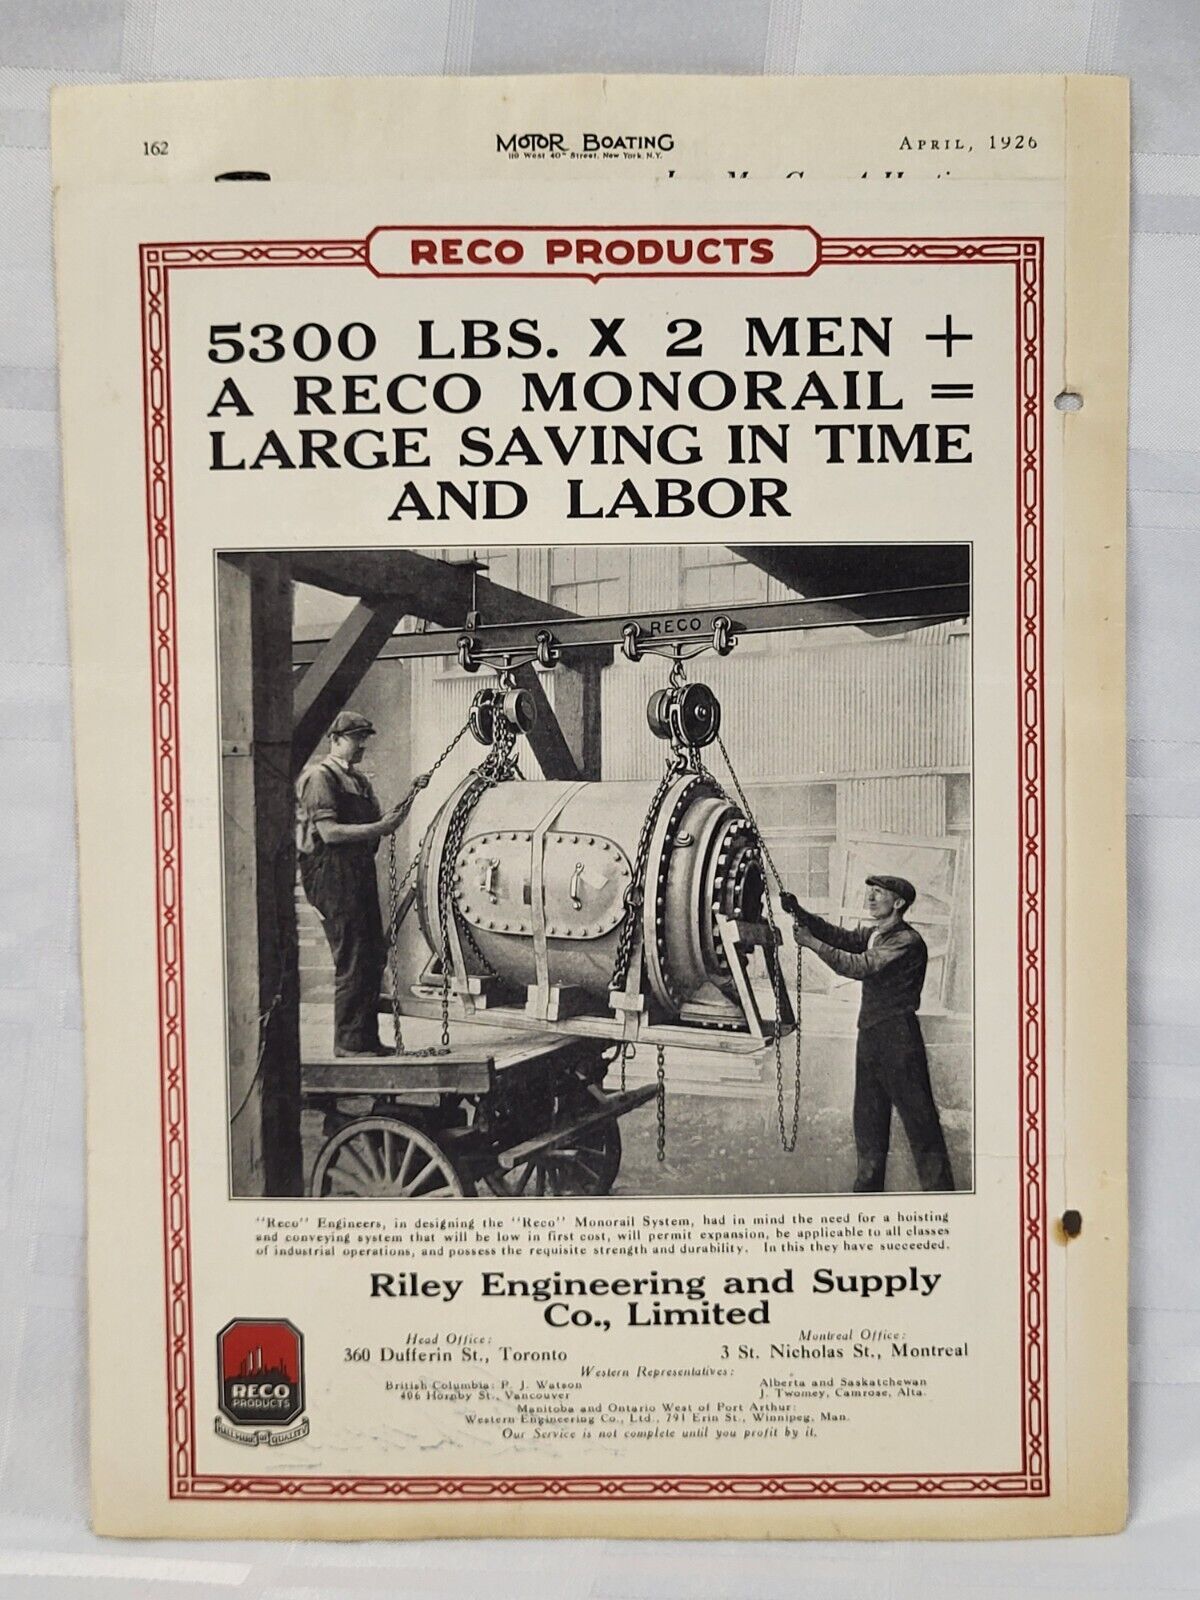 162
MOTOR BOATING
119 West 40th Street, New York, N.Y.
APRIL, 1926
RECO PRODUCTS
5300 LBS. X 2 MEN +
A RECO MONORAIL =
LARGE SAVING IN TIME
AND LABOR
RECO
"Reco" Engineers, in designing the "Reco" Monorail System, had in mind the need for a hoisting
and conveying system that will be low in first cost, will permit expansion, be applicable to all classes
of industrial operations, and possess the requisite strength and durability. In this they have succeeded.
Riley Engineering and Supply
Co., Limited
Head Office:
360 Dufferin St., Toronto
Montreal Office:
3 St. Nicholas St., Montreal
Western Representatives:
British Columbia: P. J. Watson
406 Hornby St., Vancouver
Alberta and Saskatchewan
J. Twomey, Camrose, Alta.
Manitoba and Ontario West of Port Arthur:
Western Engineering Co., Ltd., 791 Erin St., Winnipeg, Man.
Our Service is not complete until you profit by it.
RECO
PRODUCTS
HALLMARK OF QUALITY